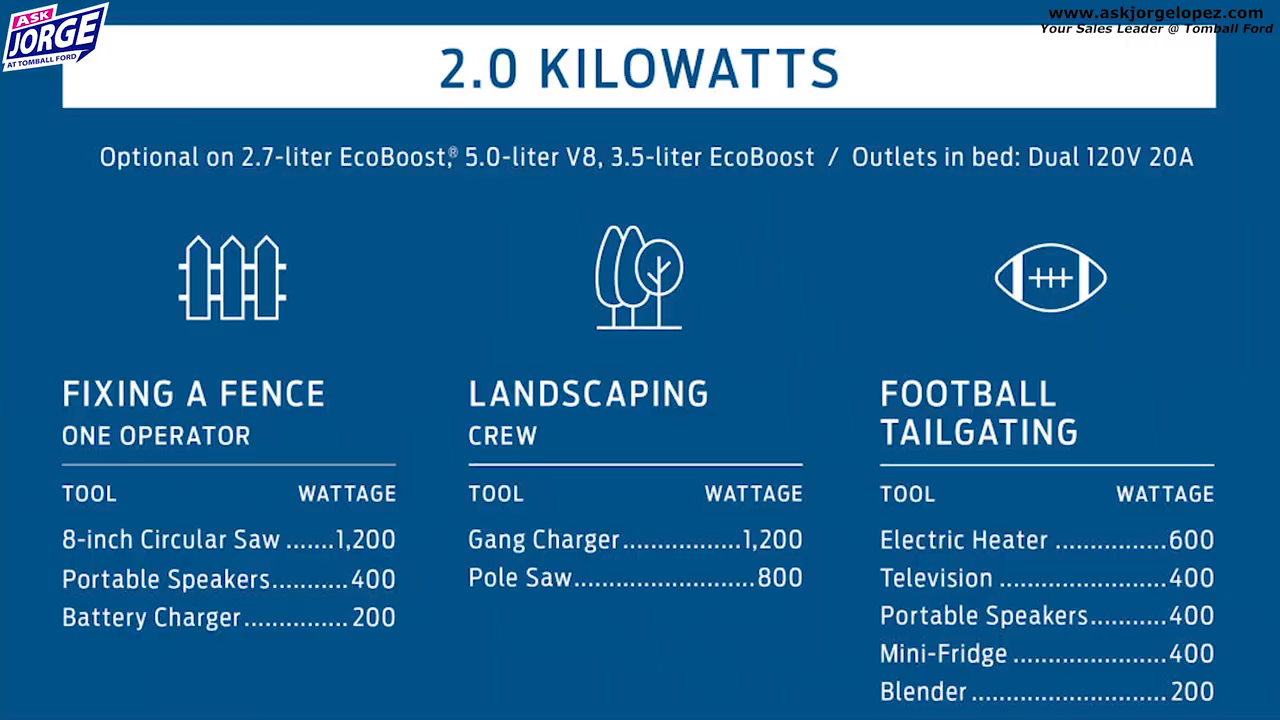 ASK
JORGE
AT TOMBALL FORD
www.askjorgelopez.com
Your Sales Leader @ Tomball Ford
2.0 KILOWATTS
Optional on 2.7-liter EcoBoost,® 5.0-liter V8, 3.5-liter EcoBoost / Outlets in bed: Dual 120V 20A
FIXING A FENCE
ONE OPERATOR
TOOL WATTAGE
8-inch Circular Saw .......1,200
Portable Speakers...........400
Battery Charger............... 200
LANDSCAPING
CREW
TOOL WATTAGE
Gang Charger.................1,200
Pole Saw..........................800
FOOTBALL
TAILGATING
TOOL WATTAGE
Electric Heater ................600
Television ........................400
Portable Speakers...........400
Mini-Fridge ......................400
Blender ............................ 200